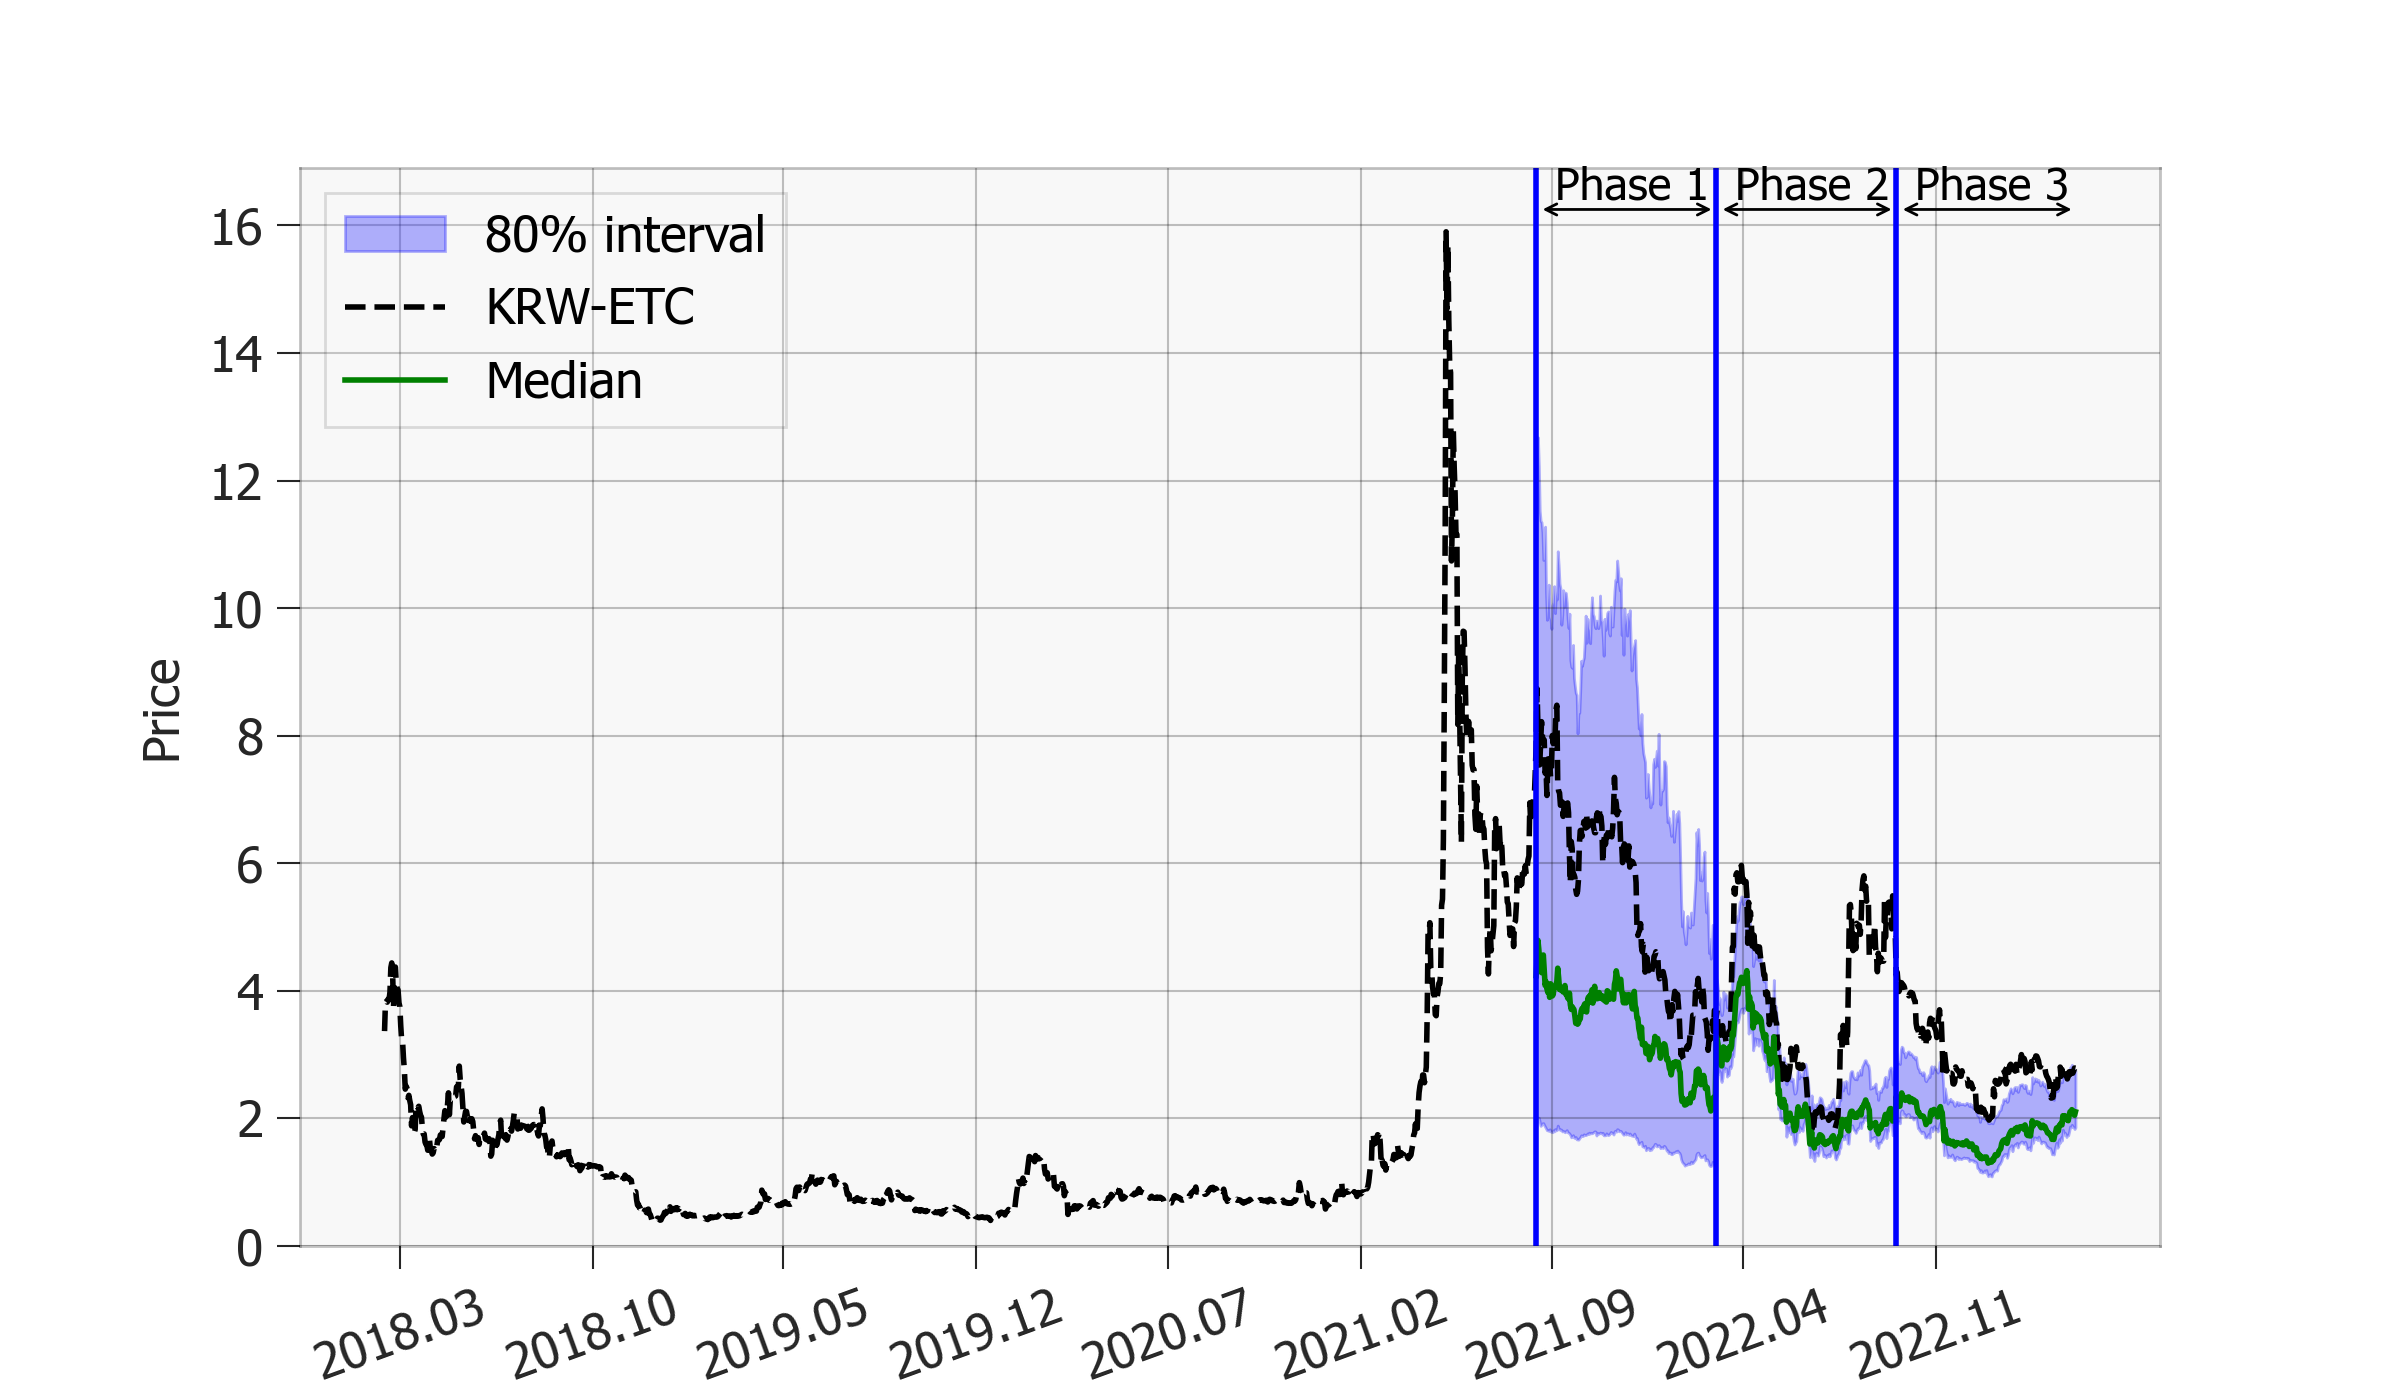 Phase 1
Phase 2
Phase 3
80% interval
KRW-ETC
Median
Price
16
14
12
10
8
6
4
2
0
2018.03
2018.10
2019.05
2019.12
2020.07
2021.02
2021.09
2022.04
2022.11